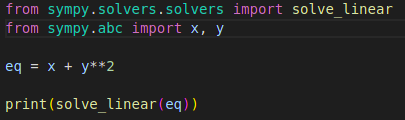 from sympy.solvers.solvers import solve_linear
from sympy.abc import x, y
eq = x + y**2
print(solve_linear(eq))